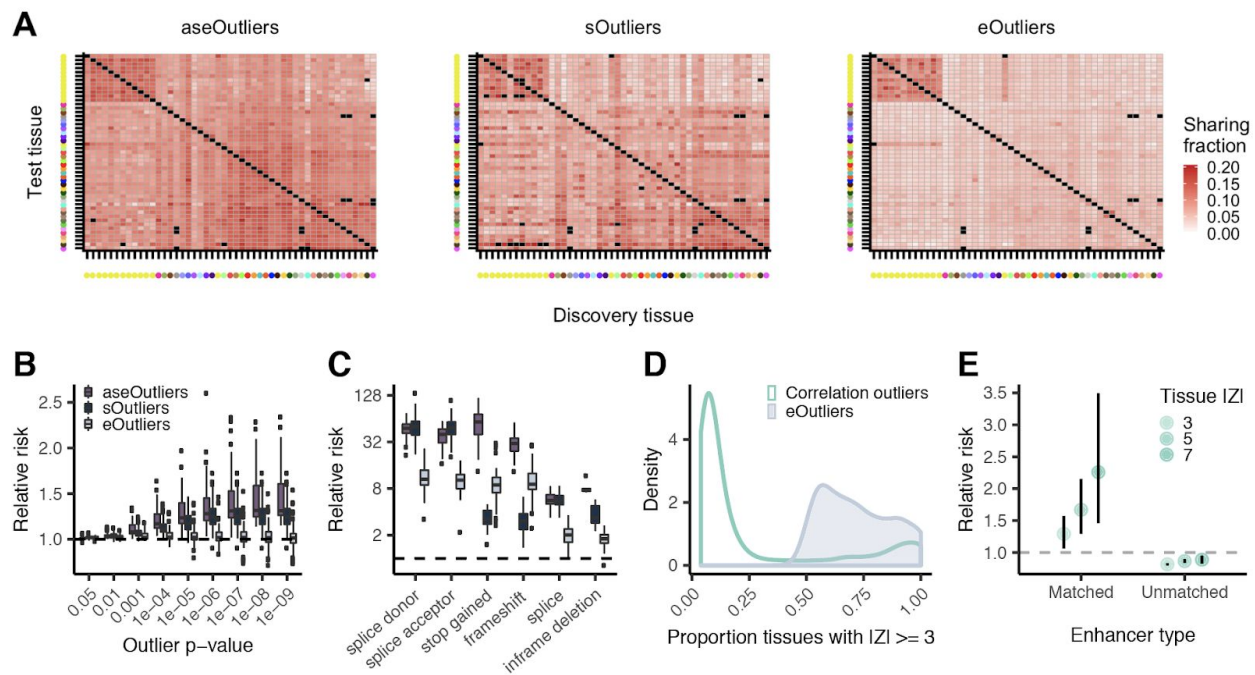 A
aseOutliers
sOutliers
eOutliers
Test tissue
Sharing
fraction
0.20
0.15
0.10
0.05
0.00
Discovery tissue
B
aseOutliers
sOutliers
eOutliers
Relative risk
2.5
2.0
1.5
1.0
0.05
0.01
0.001
1e−04
1e−05
1e−06
1e−07
1e−08
1e−09
Outlier p−value
C
Relative risk
128
32
8
2
splice donor
splice acceptor
stop gained
frameshift
splice
inframe deletion
D
Correlation outliers
eOutliers
Density
4
2
0
0.00
0.25
0.50
0.75
1.00
Proportion tissues with |Z| >= 3
E
Tissue |Z|
3
5
7
Relative risk
3.5
3.0
2.5
2.0
1.5
1.0
Matched
Unmatched
Enhancer type